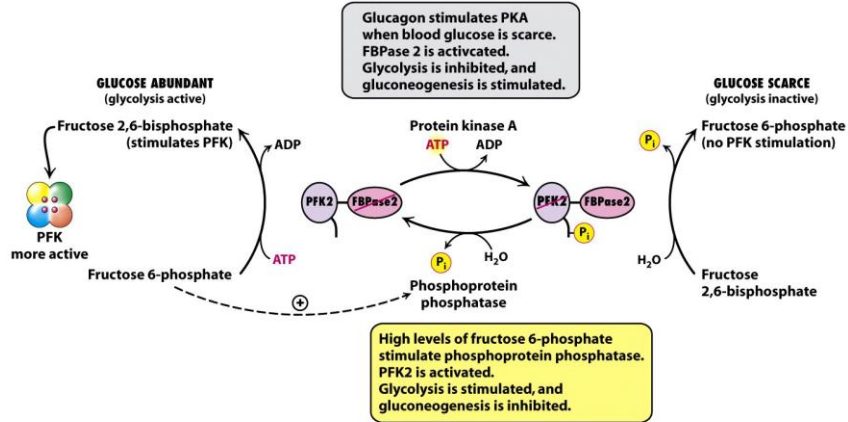 Glucagon stimulates PKA
when blood glucose is scarce.
FBPase 2 is activcated.
Glycolysis is inhibited, and
gluconeogenesis is stimulated.
GLUCOSE ABUNDANT
(glycolysis active)
GLUCOSE SCARCE
(glycolysis inactive)
Fructose 2,6-bisphosphate
(stimulates PFK)
ADP
Protein kinase A
ATP
ADP
Pi
Fructose 6-phosphate
(no PFK stimulation)
PFK2
FBPase2
PFK2
FBPase2
Pi
PFK
more active
Fructose 6-phosphate
ATP
Pi
H2O
H2O
Fructose
2,6-bisphosphate
Phosphoprotein
phosphatase
+
High levels of fructose 6-phosphate
stimulate phosphoprotein phosphatase.
PFK2 is activated.
Glycolysis is stimulated, and
gluconeogenesis is inhibited.